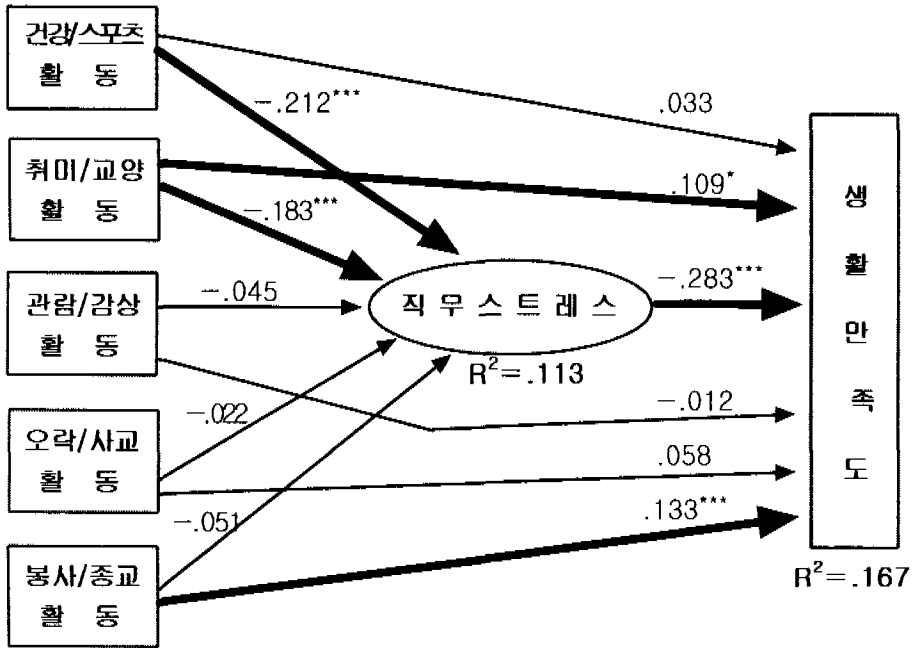 건강/스포츠
활 동
취미/교양
활 동
관람/감상
활 동
오락/사교
활 동
봉사/종교
활 동
-.212***
-.183***
-.045
-.022
-.051
직 무 스 트 레 스
R²=.113
.033
.109*
-.283***
-.012
.058
.133***
생
활
만
족
도
R²=.167